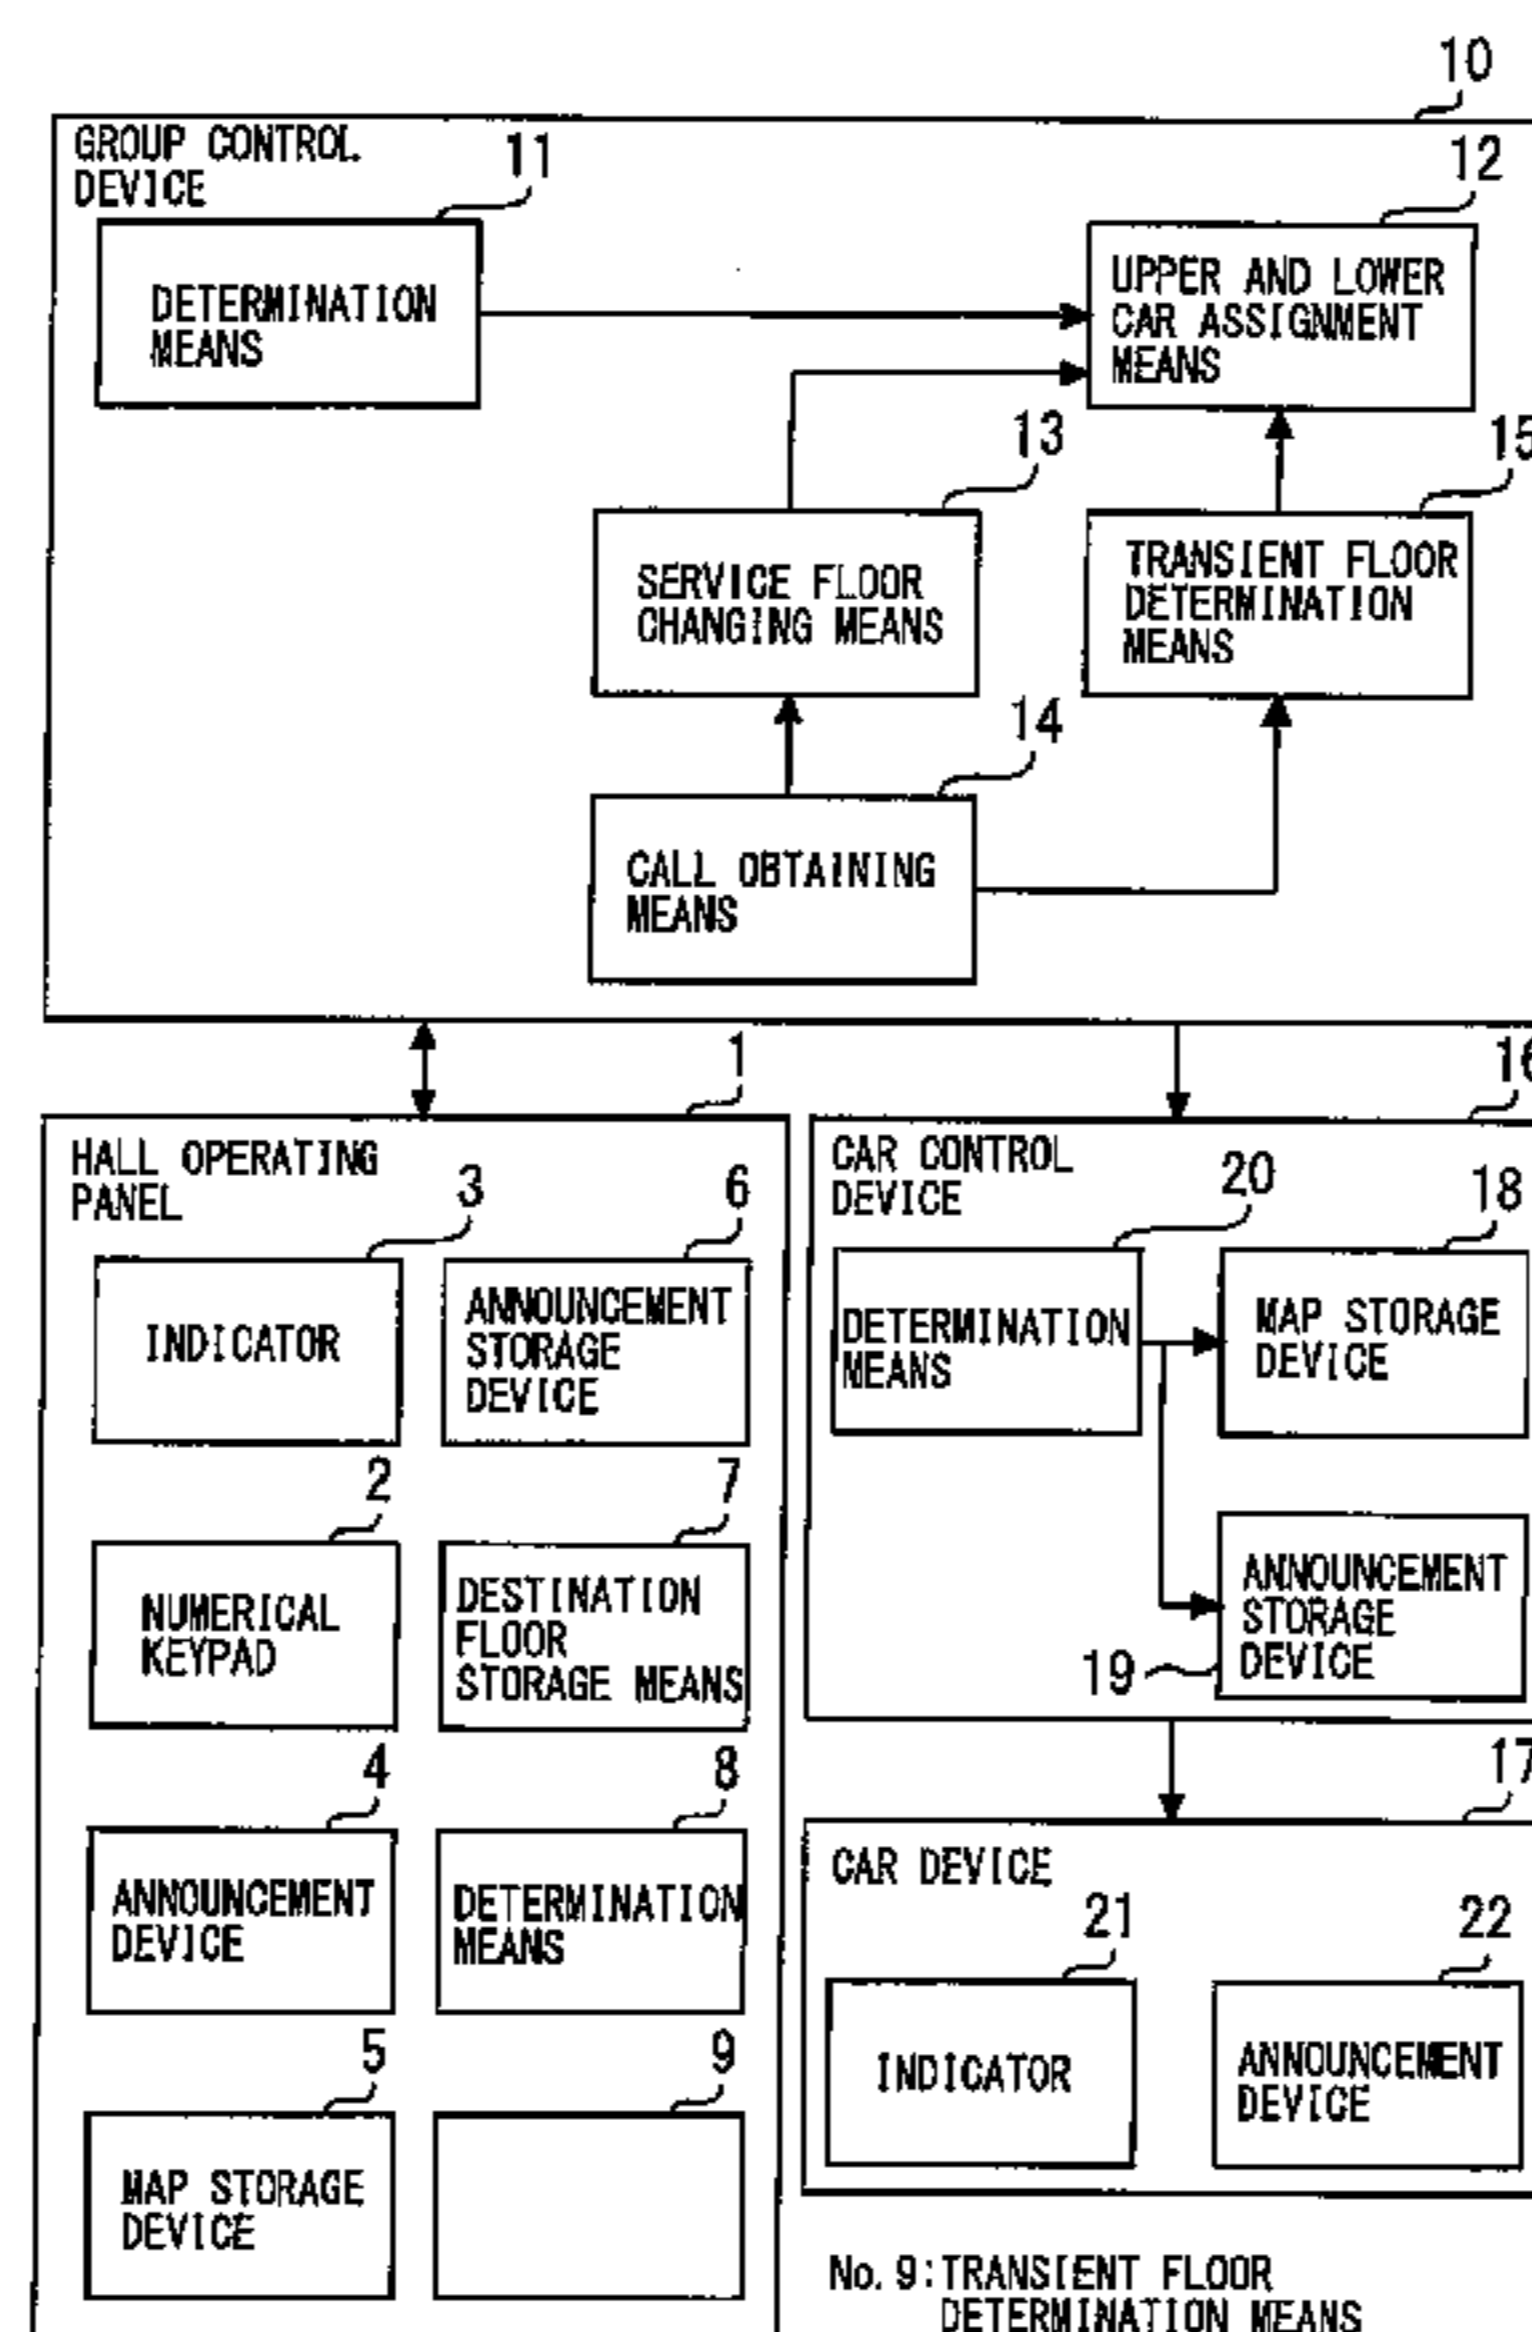 10
GROUP CONTROL
DEVICE
11
12
DETERMINATION
MEANS
UPPER AND LOWER
CAR ASSIGNMENT
MEANS
13
15
SERVICE FLOOR
CHANGING MEANS
TRANSIENT FLOOR
DETERMINATION
MEANS
14
CALL OBTAINING
MEANS
1
16
HALL OPERATING
PANEL
3
6
INDICATOR
ANNOUNCEMENT
STORAGE
DEVICE
2
7
NUMERICAL
KEYPAD
DESTINATION
FLOOR
STORAGE MEANS
4
8
ANNOUNCEMENT
DEVICE
DETERMINATION
MEANS
5
9
MAP STORAGE
DEVICE
CAR CONTROL
DEVICE
20
18
DETERMINATION
MEANS
MAP STORAGE
DEVICE
ANNOUNCEMENT
STORAGE
DEVICE
19
17
CAR DEVICE
21
22
INDICATOR
ANNOUNCEMENT
DEVICE
No. 9:TRANSIENT FLOOR
DETERMINATION MEANS